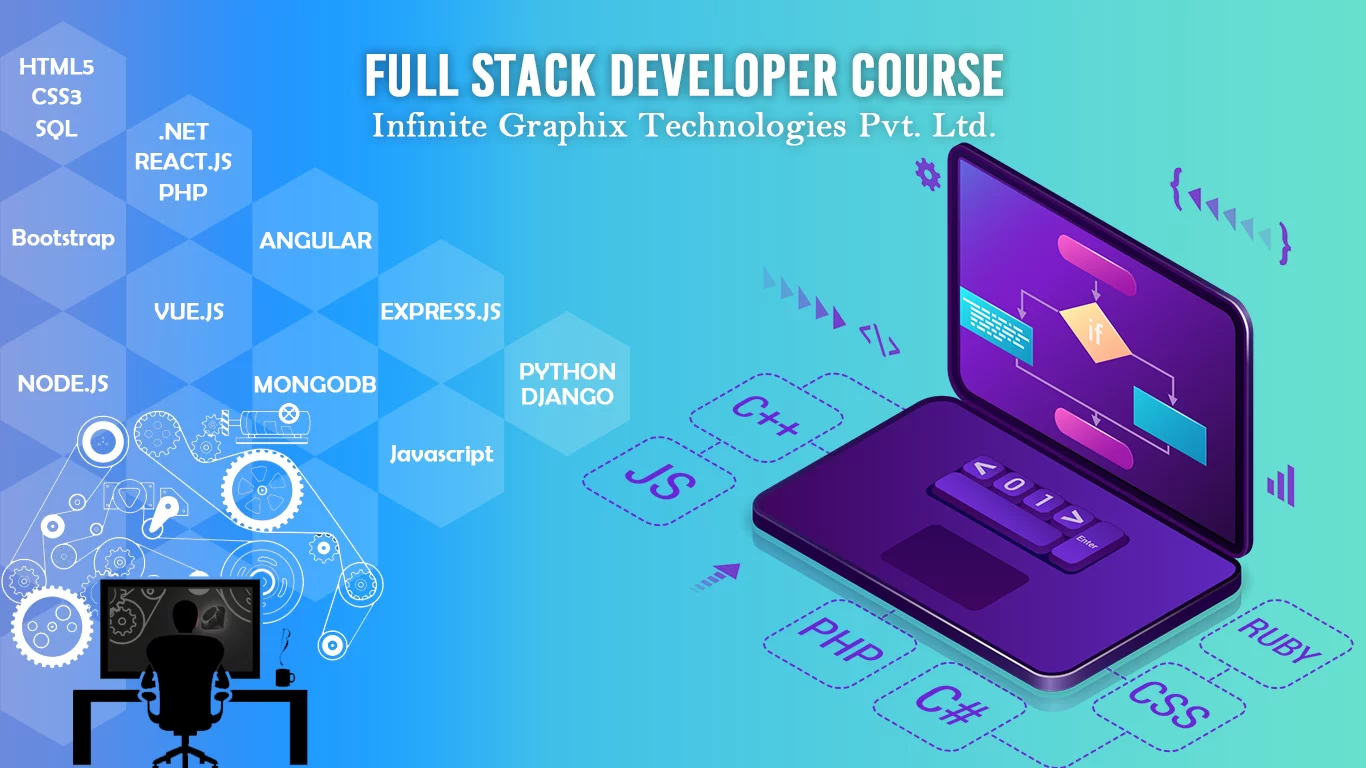 FULL STACK DEVELOPER COURSE
Infinite Graphix Technologies Pvt. Ltd.
HTML5
CSS3
SQL
.NET
REACT.JS
PHP
Bootstrap
ANGULAR
VUE.JS
EXPRESS.JS
NODE.JS
MONGODB
PYTHON
DJANGO
Javascript
{ }
</>
if
< 0 1 >
Enter
C++
JS
PHP
C#
CSS
RUBY